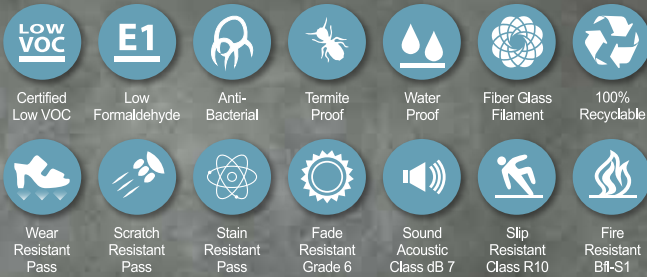 LOW
VOC
E1
Certified
Low VOC
Low
Formaldehyde
Anti-
Bacterial
Termite
Proof
Water
Proof
Fiber Glass
Filament
100%
Recyclable
Wear
Resistant
Pass
Scratch
Resistant
Pass
Stain
Resistant
Pass
Fade
Resistant
Grade 6
Sound
Acoustic
Class dB 7
Slip
Resistant
Class R10
Fire
Resistant
Bfl-S1